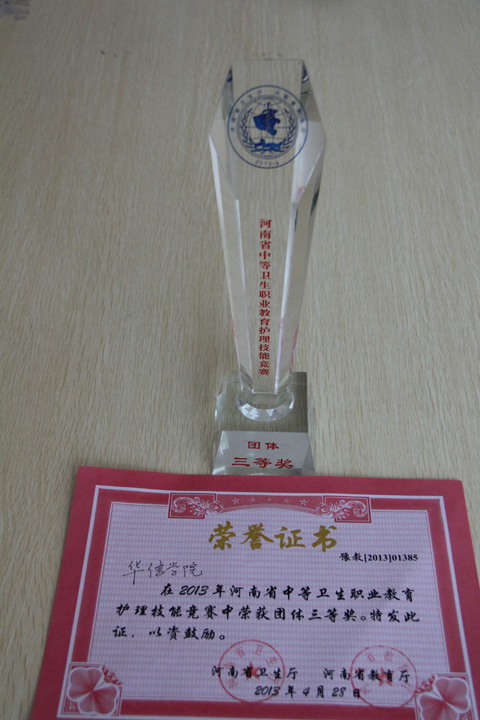 河南省中等卫生职业教育护理技能竞赛
团体
三等奖
荣誉证书
豫教[2013]01385
华信学院
在2013年河南省中等卫生职业教育
护理技能竞赛中荣获团体三等奖。特发此
证，以资鼓励。
河南省卫生厅 河南省教育厅
2013年4月28日